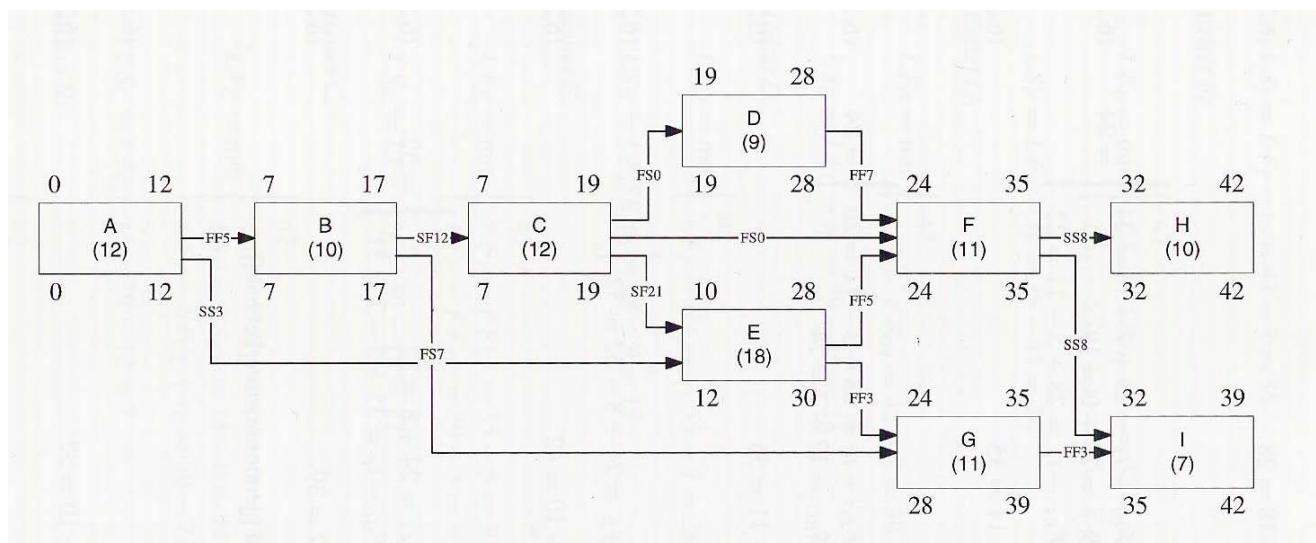 19 28
D
(9)
0 12 7 17 7 19 FS0 19 28 FF7 24 35 32 42
A
(12)
FF5
B
(10)
SF12
C
(12)
FS0
F
(11)
SS8
H
(10)
0 12 7 17 7 19 SF21 10 28 FF5 24 35 32 42
SS3
FS7
E
(18)
SS8
12 30 FF3 24 35 32 39
G
(11)
FF3
I
(7)
28 39 35 42